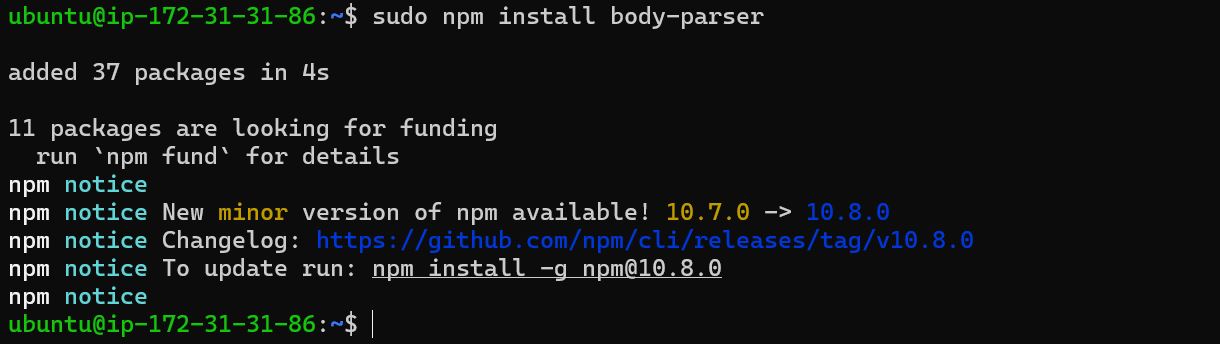 ubuntu@ip-172-31-31-86:~$ sudo npm install body-parser
added 37 packages in 4s
11 packages are looking for funding
  run `npm fund` for details
npm notice
npm notice New minor version of npm available! 10.7.0 -> 10.8.0
npm notice Changelog: https://github.com/npm/cli/releases/tag/v10.8.0
npm notice To update run: npm install -g npm@10.8.0
npm notice
ubuntu@ip-172-31-31-86:~$